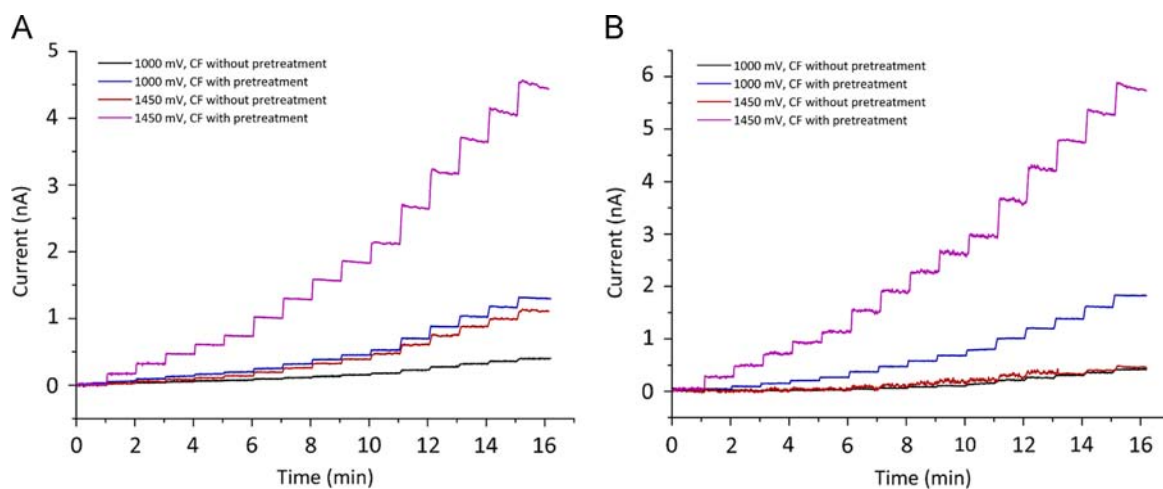 A
5
4
3
2
1
0
Current (nA)
1000 mV, CF without pretreatment
1000 mV, CF with pretreatment
1450 mV, CF without pretreatment
1450 mV, CF with pretreatment
0 2 4 6 8 10 12 14 16
Time (min)
B
6
5
4
3
2
1
0
Current (nA)
1000 mV, CF without pretreatment
1000 mV, CF with pretreatment
1450 mV, CF without pretreatment
1450 mV, CF with pretreatment
0 2 4 6 8 10 12 14 16
Time (min)